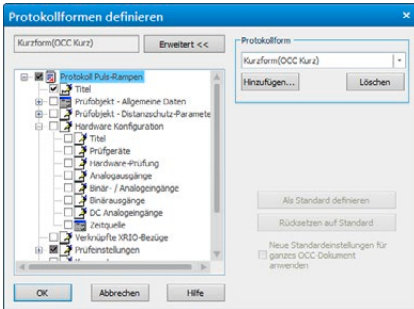 Protokollformen definieren
Kurzform(OCC Kurz)
Erweitert <<
Protokollform
Kurzform(OCC Kurz)
Hinzufügen...
Löschen
Protokoll Puls-Rampen
Titel
Prüfobjekt - Allgemeine Daten
Prüfobjekt - Distanzschutz-Paramete
Hardware Konfiguration
Titel
Prüfgeräte
Hardware-Prüfung
Analogausgänge
Binär- / Analogeingänge
Binärausgänge
DC Analogeingänge
Zeitquelle
Verknüpfte XRIO-Bezüge
Prüfeinstellungen
Als Standard definieren
Rücksetzen auf Standard
Neue Standardeinstellungen für
ganzes OCC-Dokument
anwenden
OK
Abbrechen
Hilfe